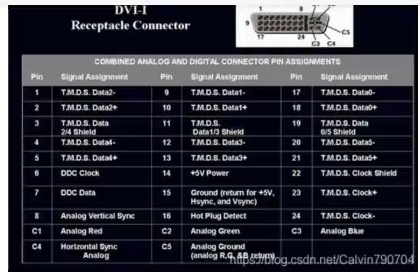 DVI-I
Receptacle Connector
1 8
9
C5
17 24 C3 C4
COMBINED ANALOG AND DIGITAL CONNECTOR PIN ASSIGNMENTS
Pin Signal Assignment Pin Signal Assignment Pin Signal Assignment
1 T.M.D.S. Data2- 9 T.M.D.S. Data1- 17 T.M.D.S. Data0-
2 T.M.D.S. Data2+ 10 T.M.D.S. Data1+ 18 T.M.D.S. Data0+
3 T.M.D.S. Data 11 T.M.D.S. 19 T.M.D.S. Data
2/4 Shield Data1/3 Shield 0/5 Shield
4 T.M.D.S. Data4- 12 T.M.D.S. Data3- 20 T.M.D.S. Data5-
5 T.M.D.S. Data4+ 13 T.M.D.S. Data3+ 21 T.M.D.S. Data5+
6 DDC Clock 14 +5V Power 22 T.M.D.S. Clock Shield
7 DDC Data 15 Ground (return for +5V, 23 T.M.D.S. Clock+
Hsync, and Vsync)
8 Analog Vertical Sync 16 Hot Plug Detect 24 T.M.D.S. Clock-
C1 Analog Red C2 Analog Green C3 Analog Blue
C4 Horizontal Sync C5 Analog Ground
Analog (analog R,G, &B return)
https://blog.csdn.net/Calvin790704